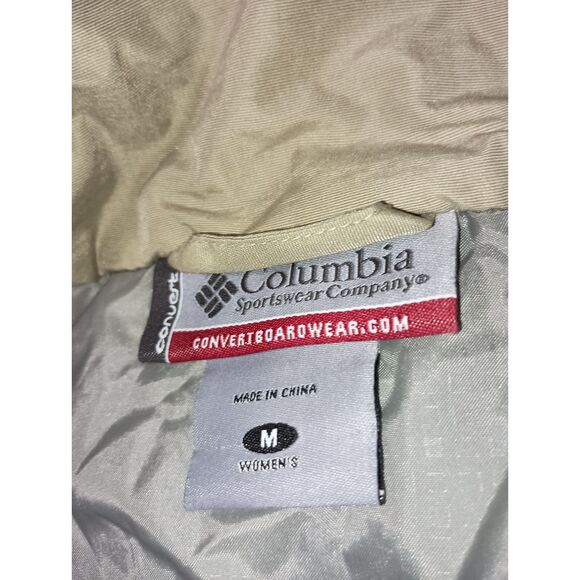 convert
Columbia
Sportswear Company®
CONVERTBOARDWEAR.COM
MADE IN CHINA
M
WOMEN'S